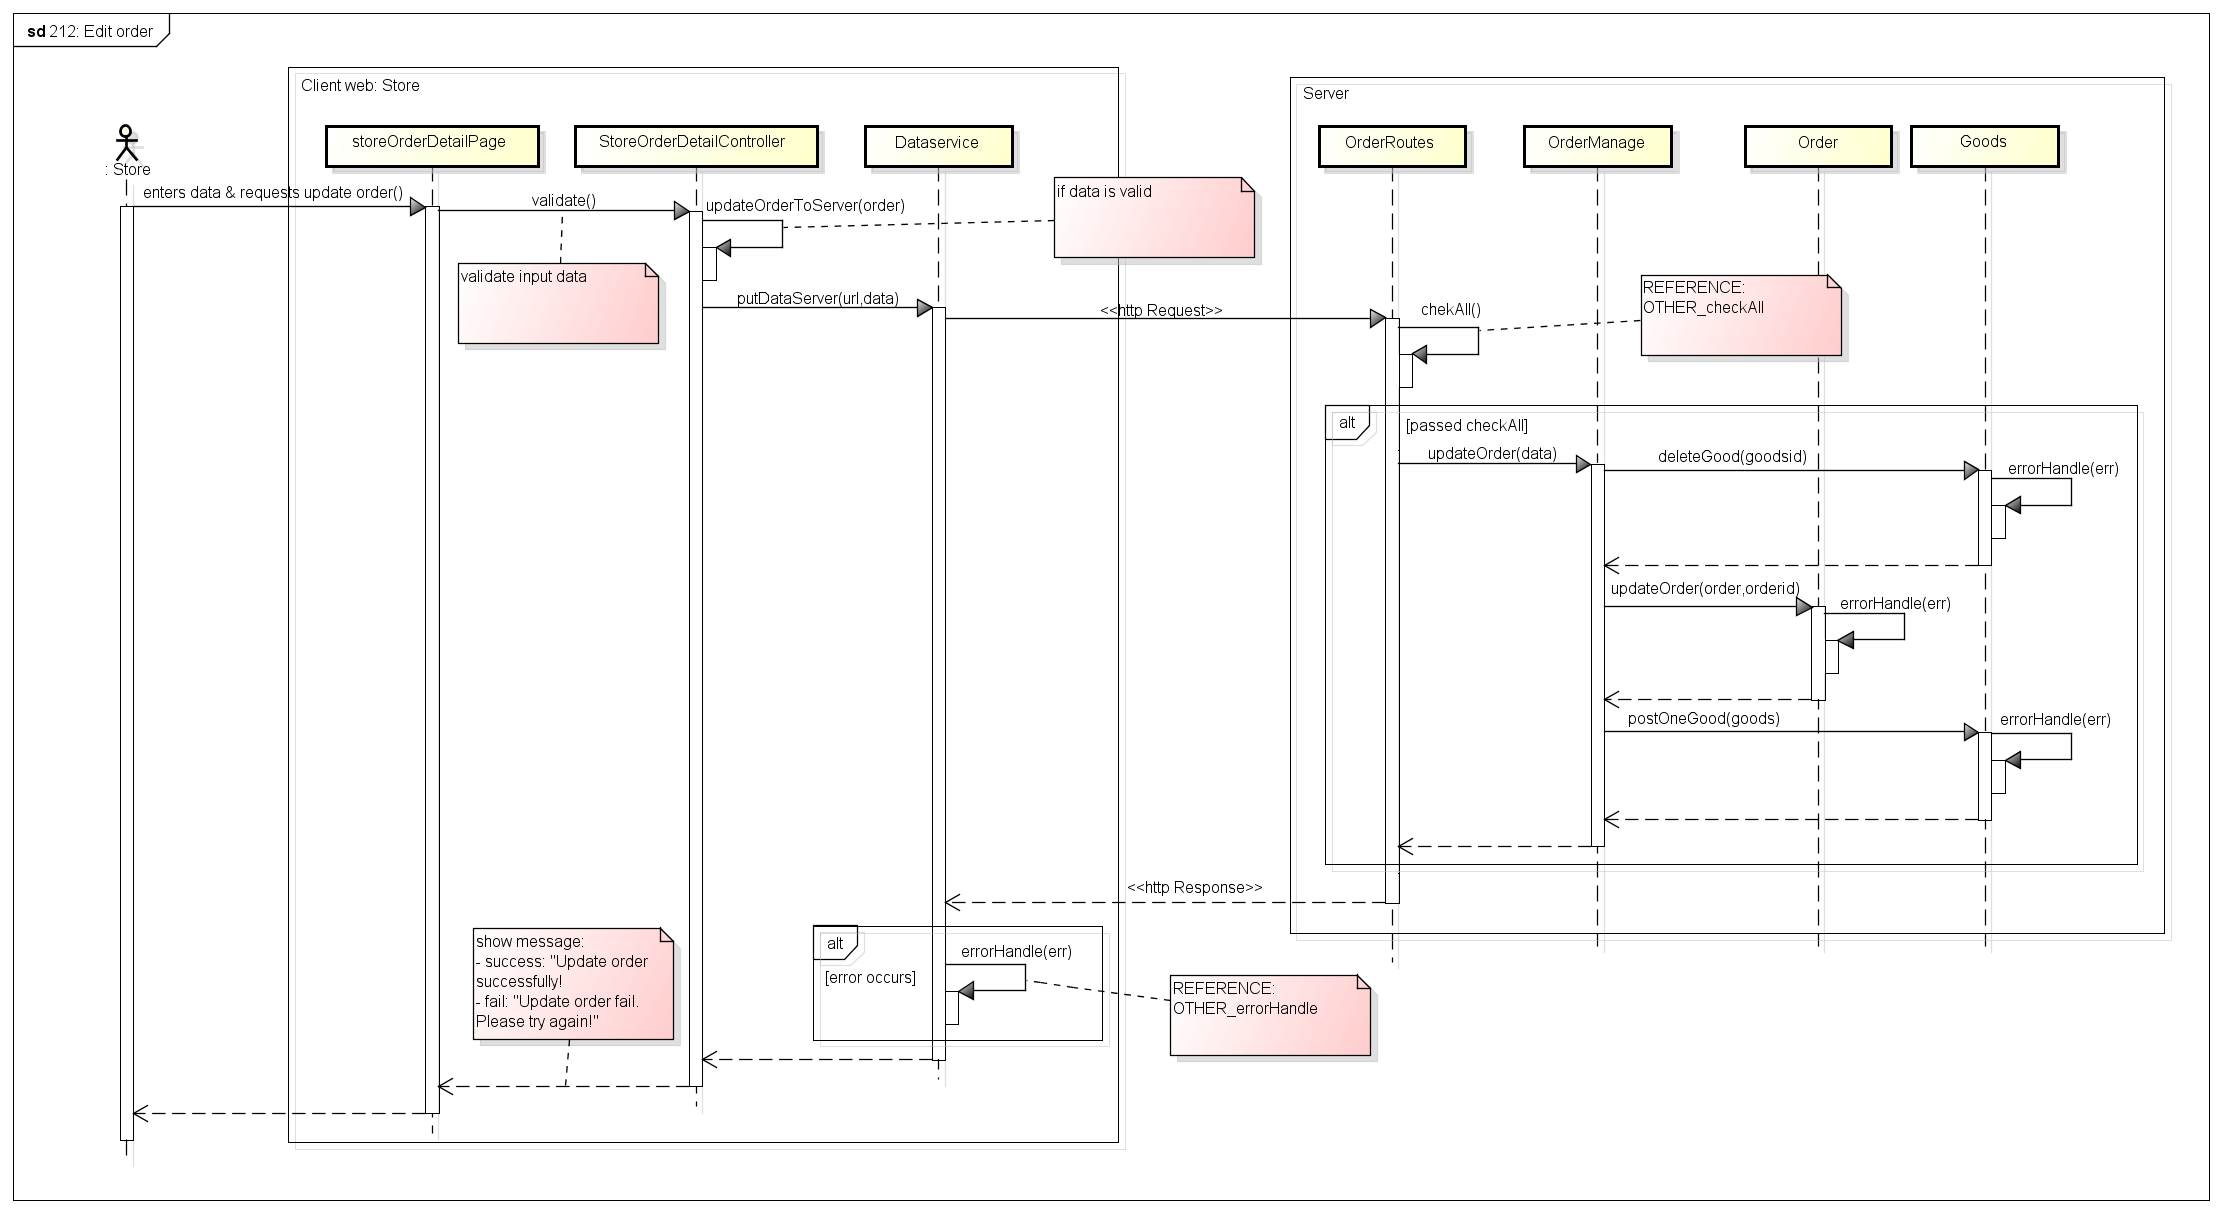 sd 212: Edit order
Client web: Store
Server
: Store
storeOrderDetailPage
StoreOrderDetailController
Dataservice
OrderRoutes
OrderManage
Order
Goods
enters data & requests update order()
validate()
updateOrderToServer(order)
if data is valid
validate input data
putDataServer(url,data)
<<http Request>>
chekAll()
REFERENCE:
OTHER_checkAll
alt
[passed checkAll]
updateOrder(data)
deleteGood(goodsid)
errorHandle(err)
updateOrder(order,orderid)
errorHandle(err)
postOneGood(goods)
errorHandle(err)
<<http Response>>
show message:
- success: "Update order
successfully!
- fail: "Update order fail.
Please try again!"
alt
[error occurs]
errorHandle(err)
REFERENCE:
OTHER_errorHandle